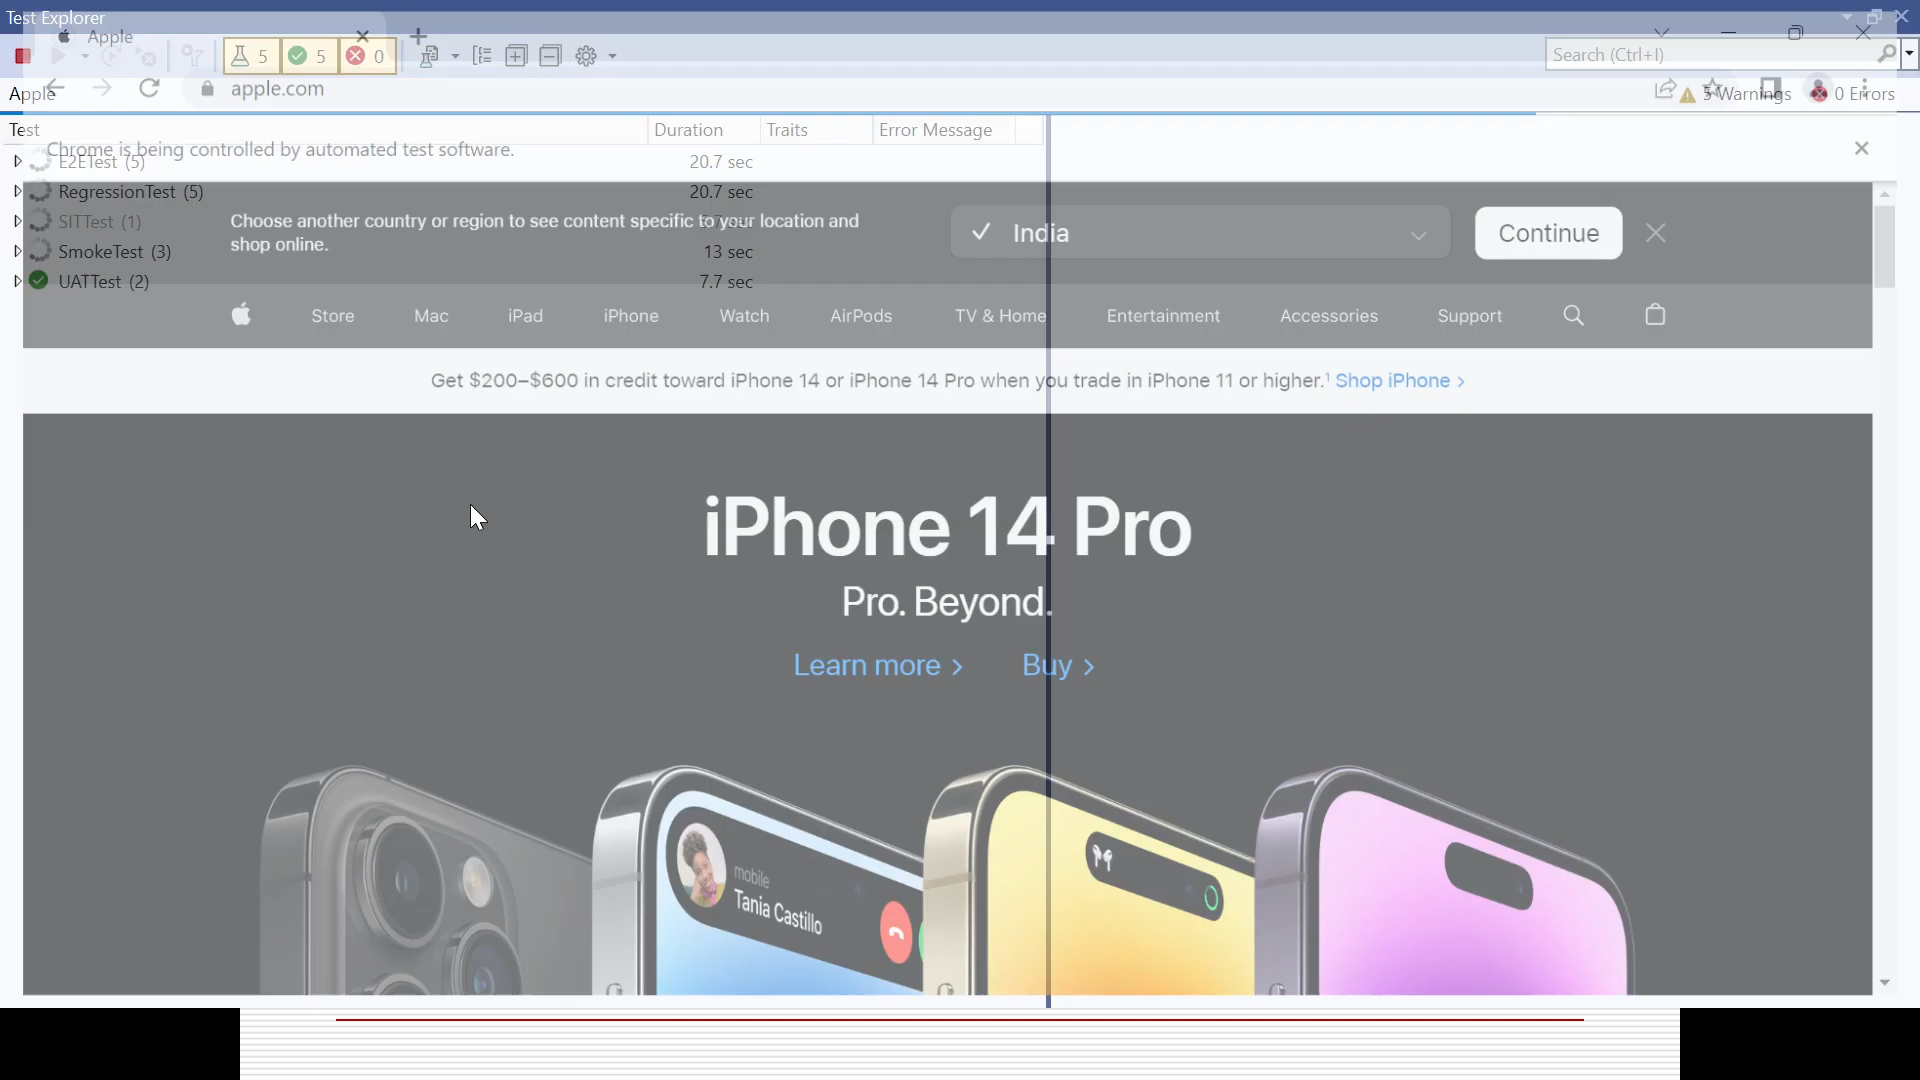 Test Explorer
Apple
5
5
0
Search (Ctrl+I)
apple.com
Apple
5 Warnings
0 Errors
Test
Duration
Traits
Error Message
Chrome is being controlled by automated test software.
E2ETest (5)
20.7 sec
RegressionTest (5)
20.7 sec
SITTest (1)
SmokeTest (3)
13 sec
UATTest (2)
7.7 sec
Choose another country or region to see content specific to your location and
shop online.
India
Continue
Store
Mac
iPad
iPhone
Watch
AirPods
TV & Home
Entertainment
Accessories
Support
Get $200–$600 in credit toward iPhone 14 or iPhone 14 Pro when you trade in iPhone 11 or higher.¹ Shop iPhone >
iPhone 14 Pro
Pro. Beyond.
Learn more >
Buy >
mobile
Tania Castillo